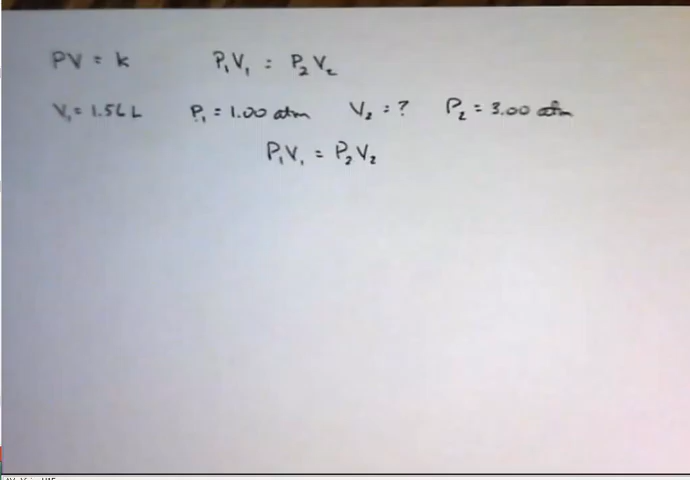 PV = k P₁V₁ = P₂V₂
V₁ = 1.56 L P₁ = 1.00 atm V₂ = ? P₂ = 3.00 atm
P₁V₁ = P₂V₂